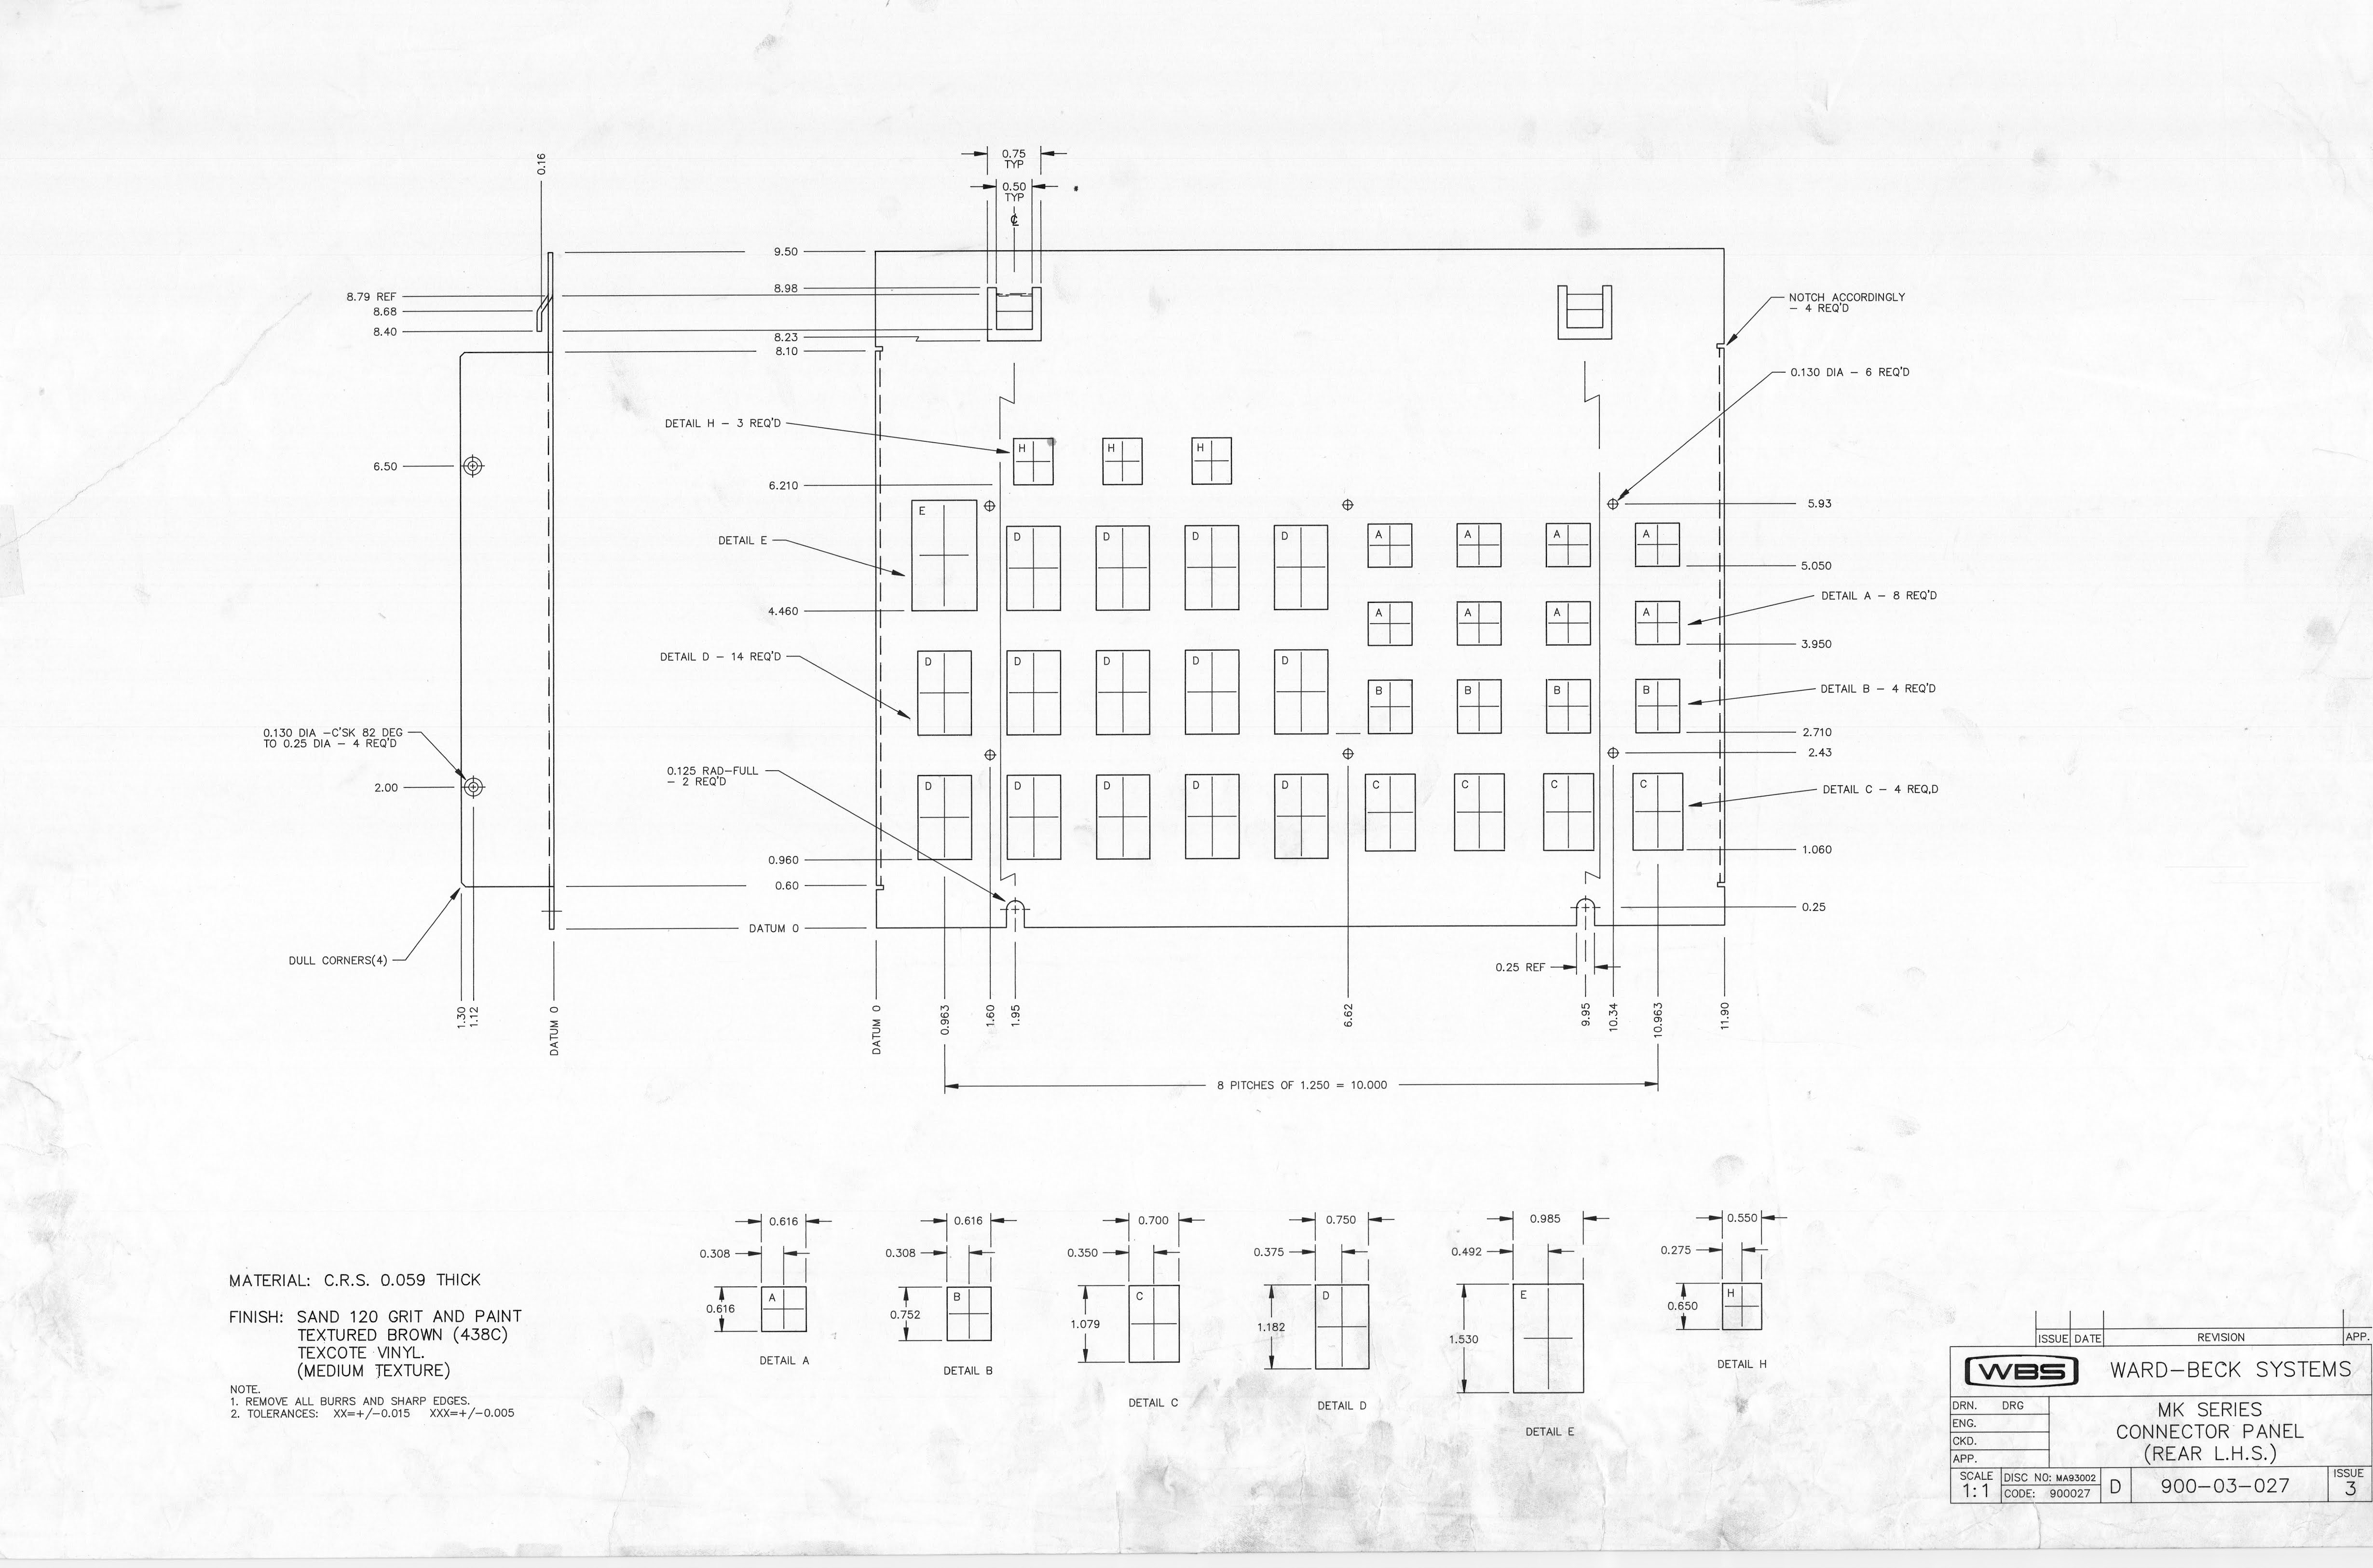 0.16
0.75
TYP
0.50
TYP
9.50
8.98
8.79 REF
8.68
8.40
8.23
8.10
NOTCH ACCORDINGLY
- 4 REQ'D
0.130 DIA - 6 REQ'D
DETAIL H - 3 REQ'D
H H H
6.50
6.210
5.93
E
DETAIL E
D D D D A A A A
5.050
4.460
DETAIL A - 8 REQ'D
A A A A
3.950
DETAIL D - 14 REQ'D
D D D D D B B B B
DETAIL B - 4 REQ'D
2.710
2.43
0.130 DIA -C'SK 82 DEG
TO 0.25 DIA - 4 REQ'D
2.00
0.125 RAD-FULL
- 2 REQ'D
D D D D D C C C C
DETAIL C - 4 REQ,D
0.960
1.060
0.60
0.25
DATUM 0
DULL CORNERS(4)
0.25 REF
1.30
1.12
DATUM 0
DATUM 0
0.963
1.60
1.95
6.62
9.95
10.34
10.963
11.90
8 PITCHES OF 1.250 = 10.000
0.616
0.308
0.616
A
DETAIL A
0.616
0.308
0.752
B
DETAIL B
0.700
0.350
1.079
C
DETAIL C
0.750
0.375
1.182
D
DETAIL D
0.985
0.492
1.530
E
DETAIL E
0.550
0.275
0.650
H
DETAIL H
MATERIAL: C.R.S. 0.059 THICK
FINISH: SAND 120 GRIT AND PAINT
TEXTURED BROWN (438C)
TEXCOTE VINYL.
(MEDIUM TEXTURE)
NOTE.
1. REMOVE ALL BURRS AND SHARP EDGES.
2. TOLERANCES: XX=+/-0.015 XXX=+/-0.005
ISSUE DATE REVISION APP.
WBS WARD-BECK SYSTEMS
DRN. DRG
ENG.
CKD.
APP.
MK SERIES
CONNECTOR PANEL
(REAR L.H.S.)
SCALE
1:1
DISC NO: MA93002
CODE: 900027
D
900-03-027
ISSUE
3